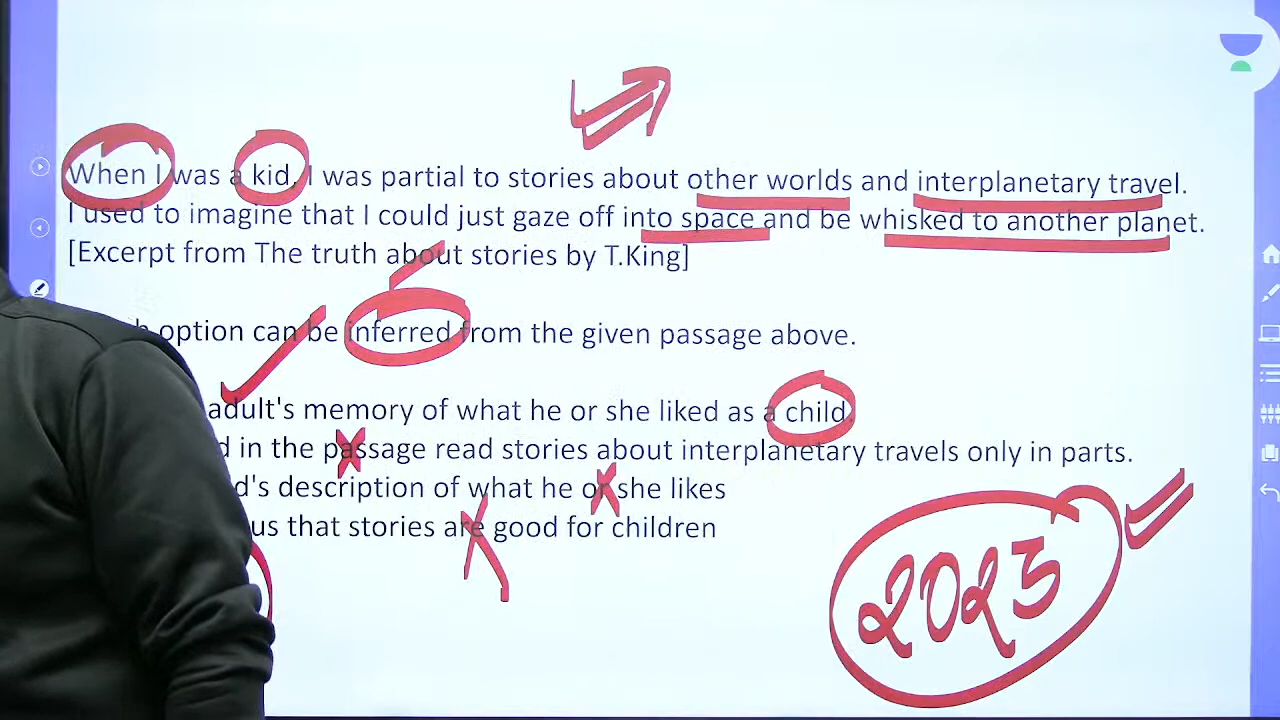 When I was a kid, I was partial to stories about other worlds and interplanetary travel.
I used to imagine that I could just gaze off into space and be whisked to another planet.
[Excerpt from The truth about stories by T.King]
option can be inferred from the given passage above.
adult's memory of what he or she liked as a child.
in the passage read stories about interplanetary travels only in parts.
description of what he or she likes
us that stories are good for children
2023